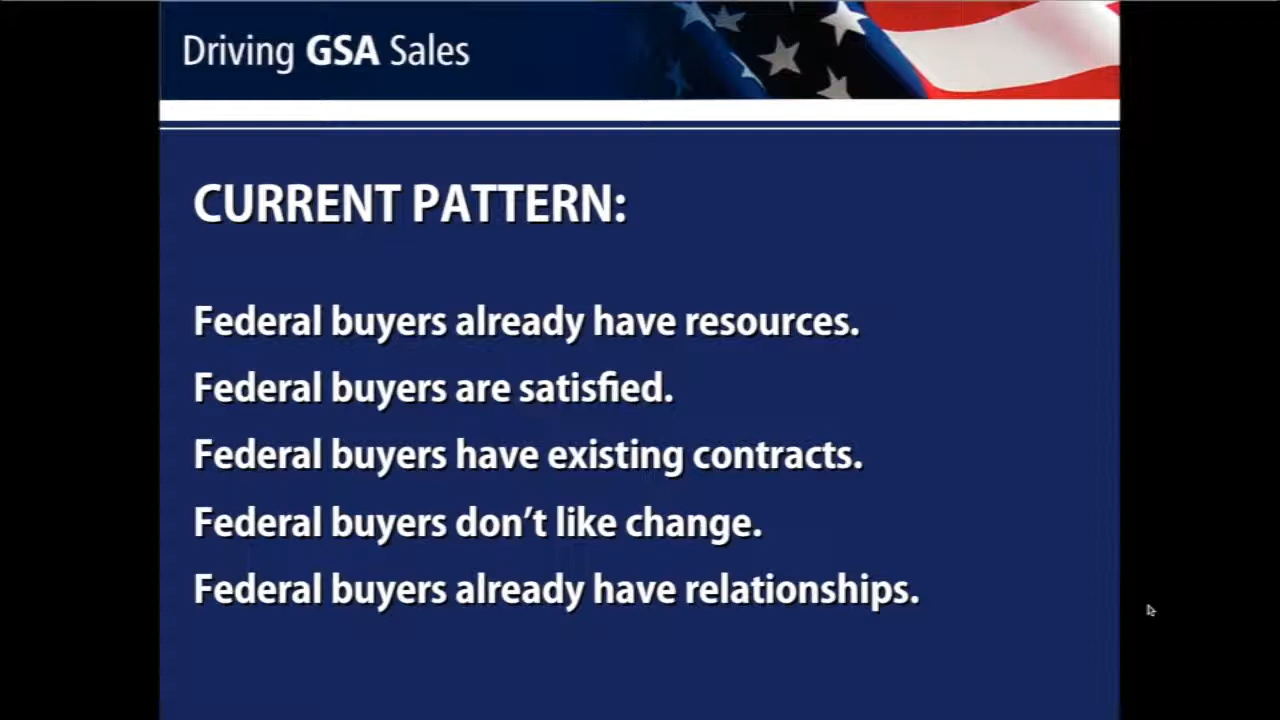 Driving GSA Sales
CURRENT PATTERN:
Federal buyers already have resources.
Federal buyers are satisfied.
Federal buyers have existing contracts.
Federal buyers don’t like change.
Federal buyers already have relationships.